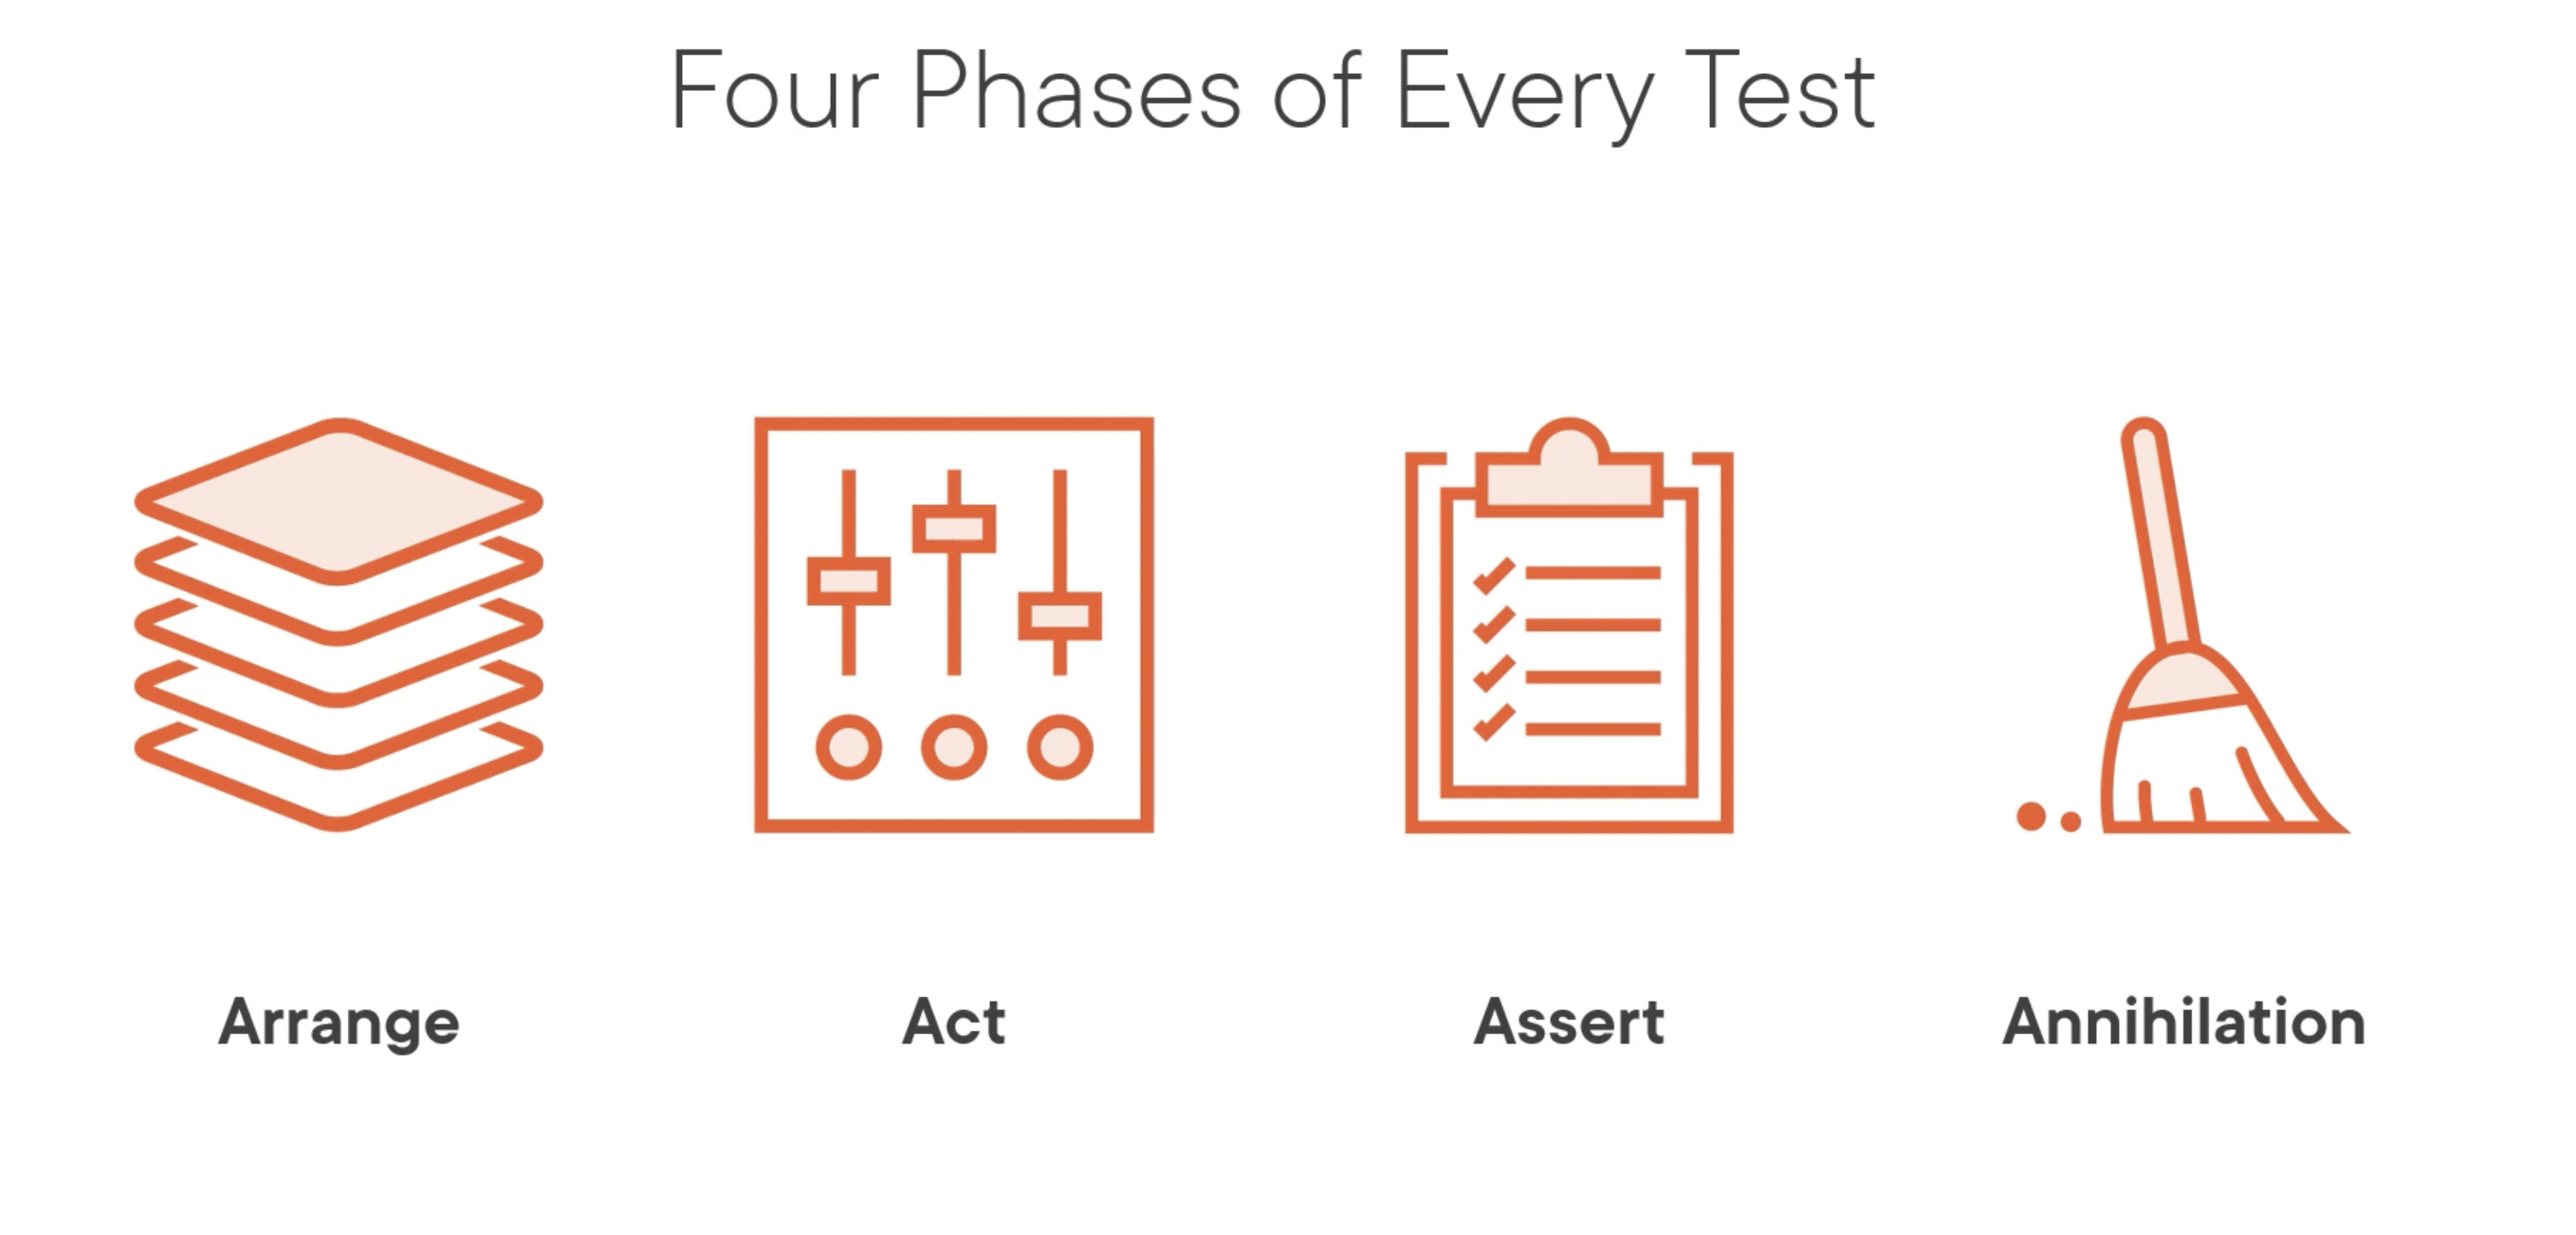 Four Phases of Every Test
Arrange
Act
Assert
Annihilation